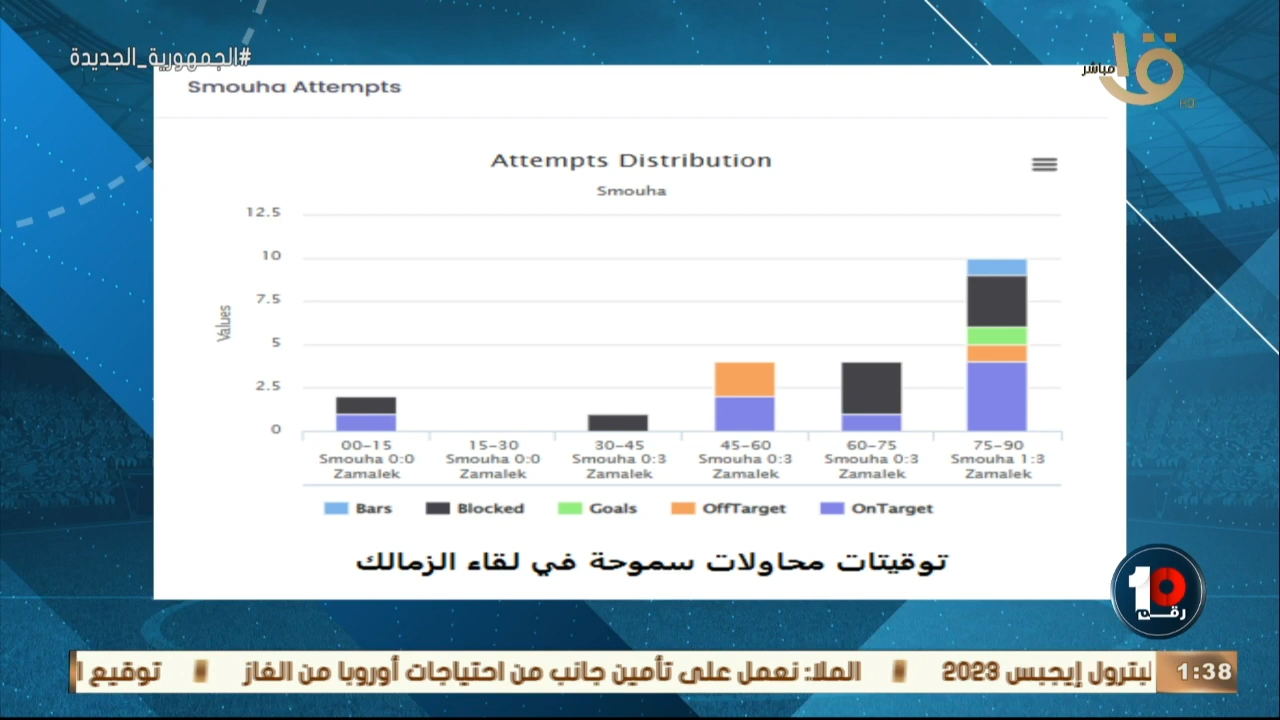 #الجمهورية_الجديدة
مباشر
HD
Smouha Attempts
Attempts Distribution
Smouha
12.5
10
7.5
5
2.5
0
Values
00-15 15-30 30-45 45-60 60-75 75-90
Smouha 0:0 Smouha 0:0 Smouha 0:3 Smouha 0:3 Smouha 0:3 Smouha 1:3
Zamalek Zamalek Zamalek Zamalek Zamalek Zamalek
Bars Blocked Goals OffTarget OnTarget
توقيتات محاولات سموحة في لقاء الزمالك
10
رقم
1:38 لبترول إيجبس 2023 الملا: نعمل على تأمين جانب من احتياجات أوروبا من الغاز توقيع ا